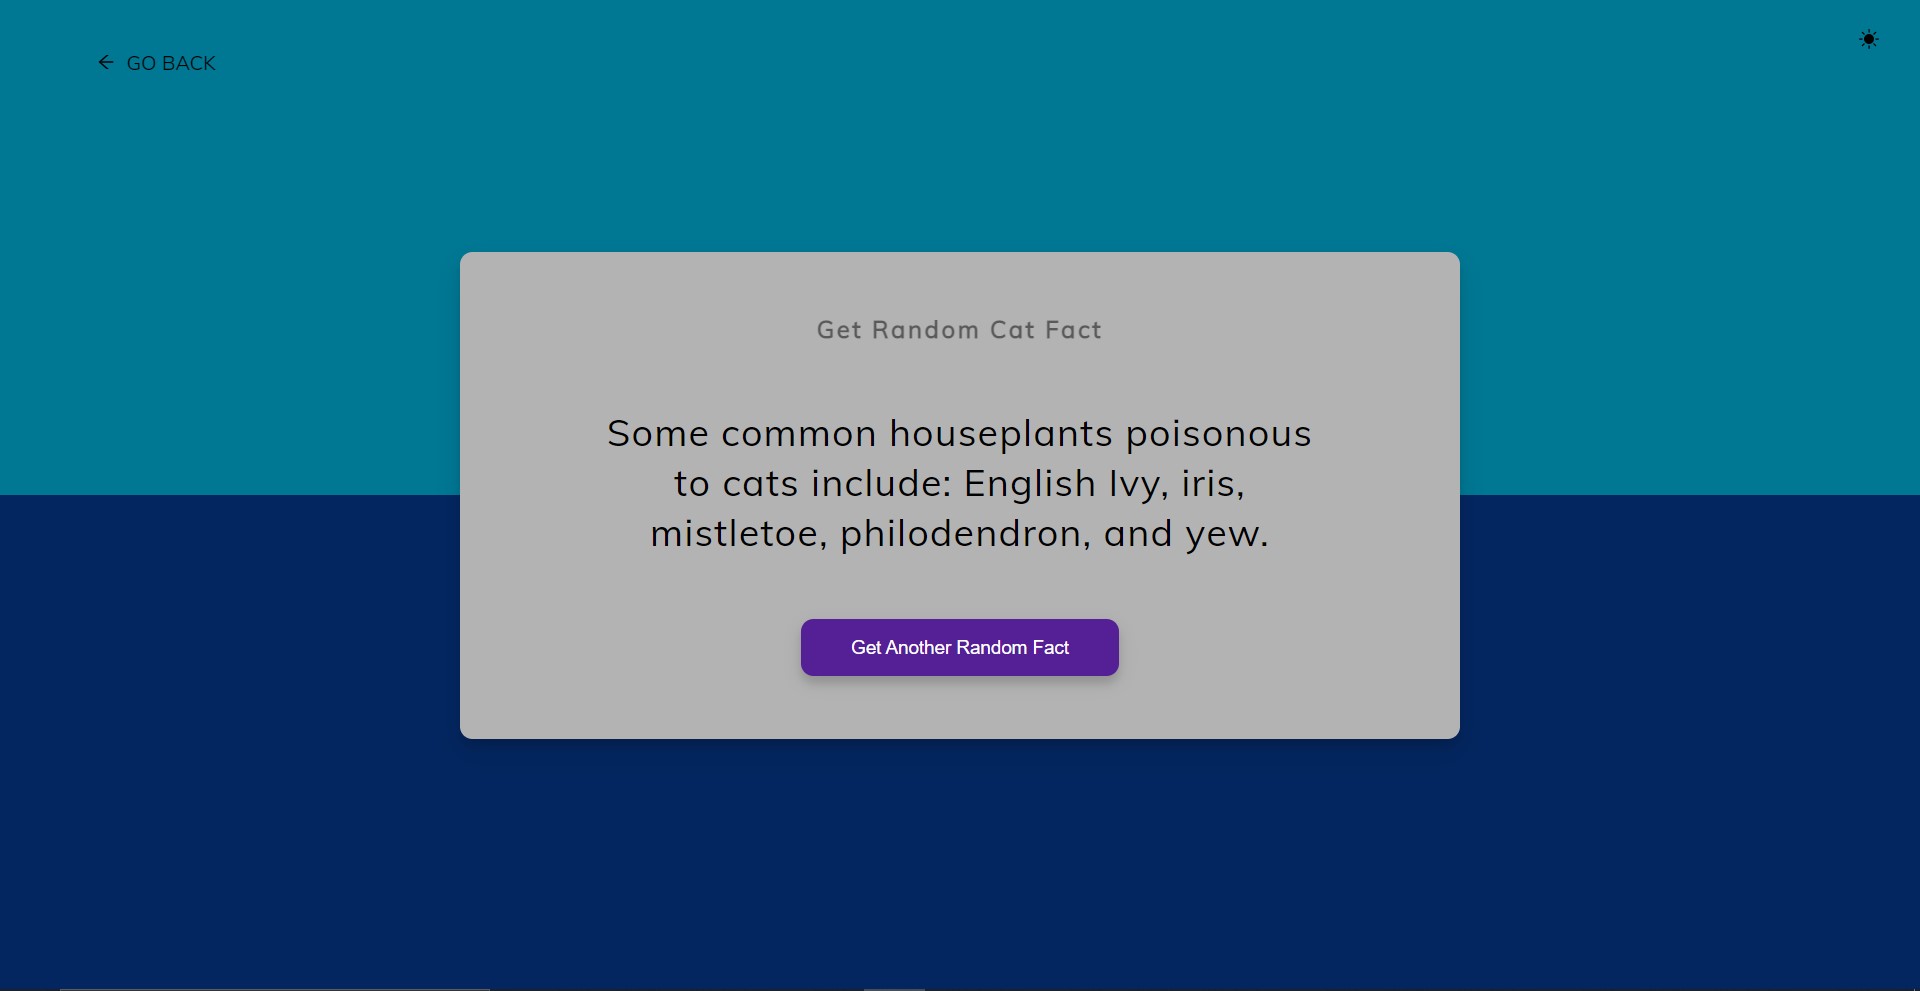 GO BACK
Get Random Cat Fact
Some common houseplants poisonous
to cats include: English Ivy, iris,
mistletoe, philodendron, and yew.
Get Another Random Fact